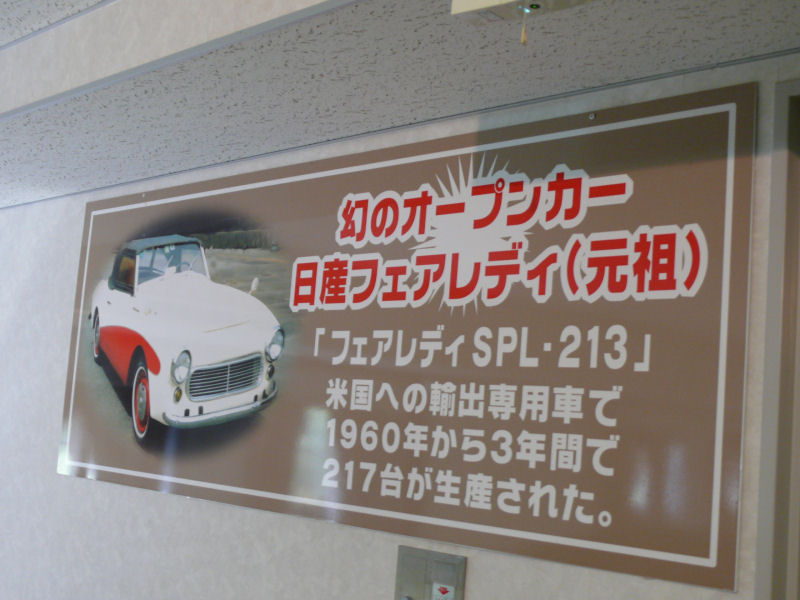 幻のオープンカー
日産フェアレディ(元祖)
「フェアレディSPL-213」
米国への輸出専用車で
1960年から3年間で
217台が生産された。